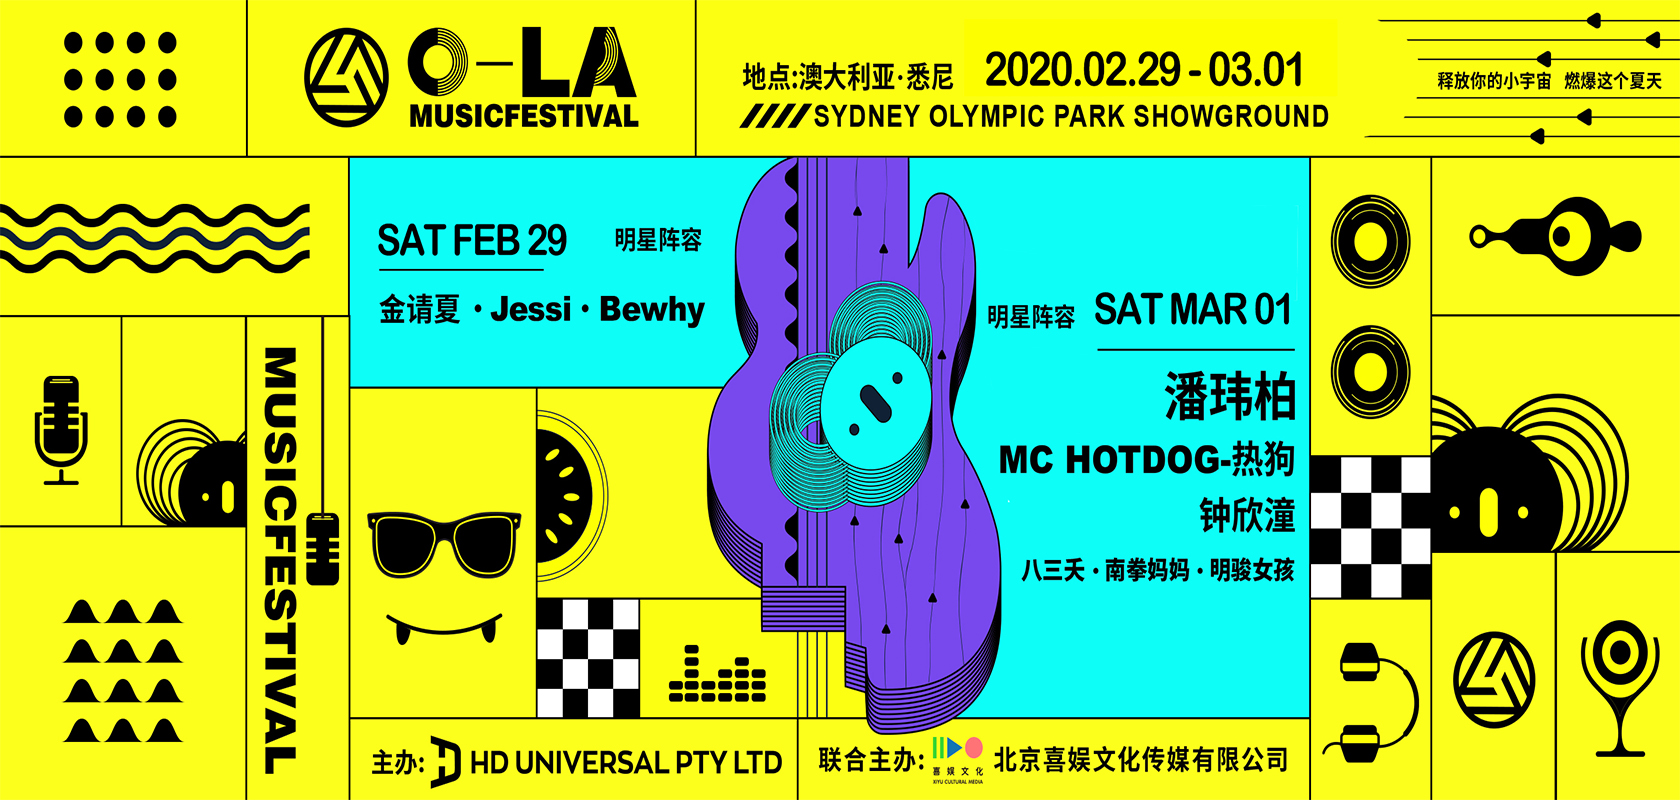 O-LA
MUSICFESTIVAL
地点:澳大利亚·悉尼
2020.02.29 - 03.01
SYDNEY OLYMPIC PARK SHOWGROUND
释放你的小宇宙 燃爆这个夏天
SAT FEB 29
明星阵容
金请夏 · Jessi · Bewhy
明星阵容
SAT MAR 01
潘玮柏
MC HOTDOG-热狗
钟欣潼
八三夭 · 南拳妈妈 · 明骏女孩
MUSICFESTIVAL
主办:
HD UNIVERSAL PTY LTD
联合主办:
喜娱文化
XIYU CULTURAL MEDIA
北京喜娱文化传媒有限公司